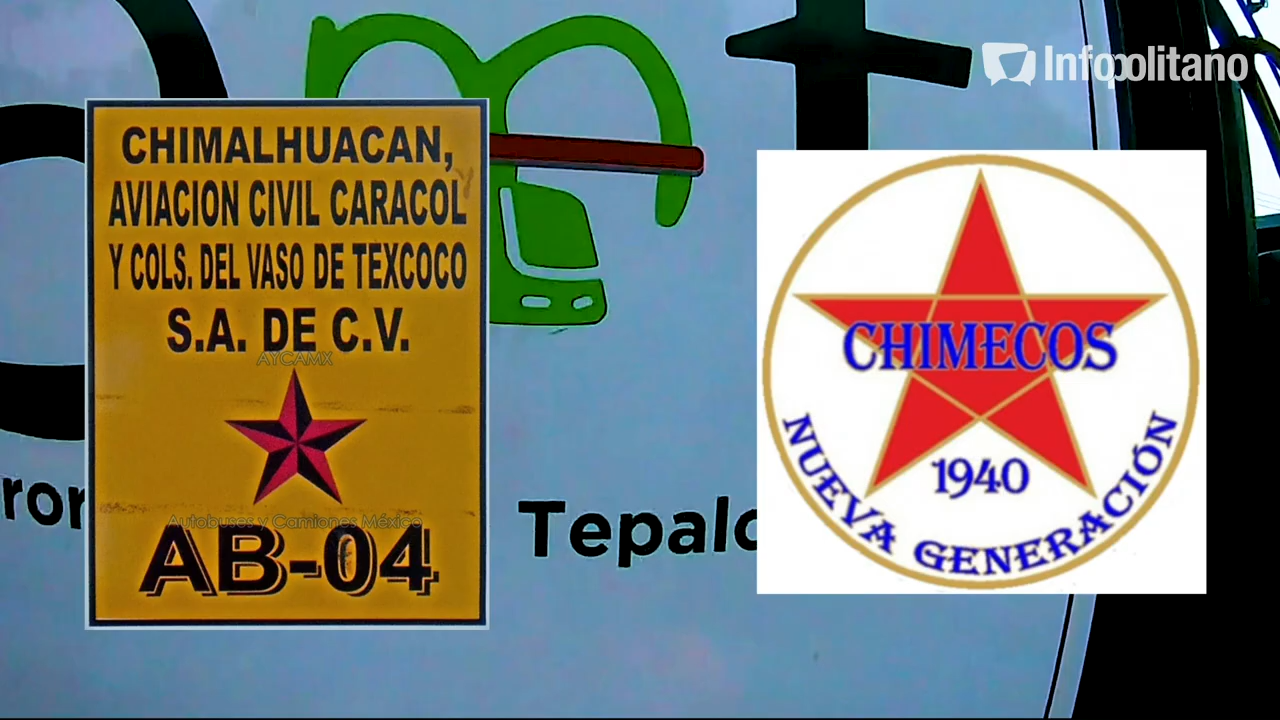 Infopolitano
CHIMALHUACAN,
AVIACION CIVIL CARACOL
Y COLS. DEL VASO DE TEXCOCO
S.A. DE C.V.
AYCAMX
Autobuses y Camiones México
AB-04
CHIMECOS
1940
NUEVA GENERACIÓN
Tepalc